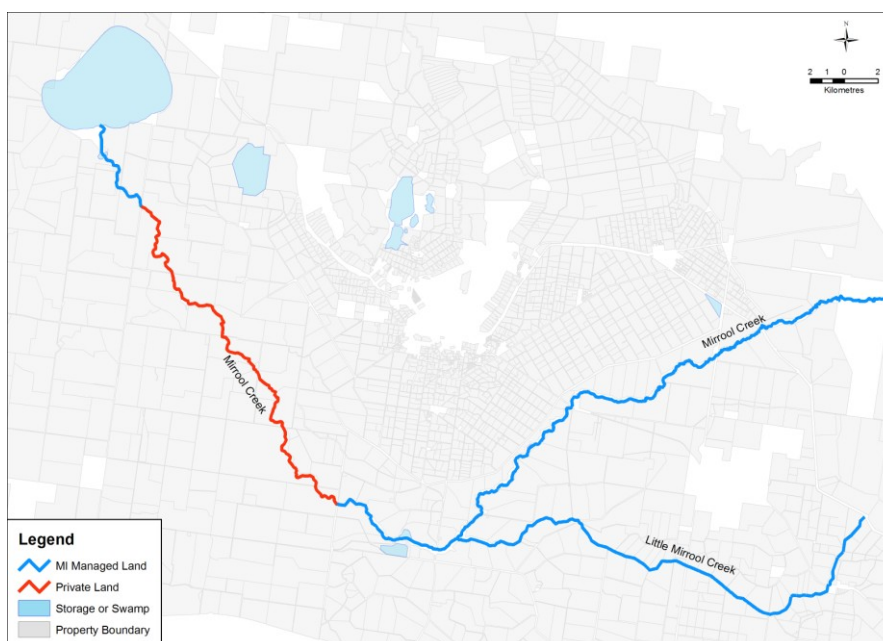 N
2 1 0 2
Kilometres
Mirrool Creek
Mirrool Creek
Little Mirrool Creek
Legend
MI Managed Land
Private Land
Storage or Swamp
Property Boundary